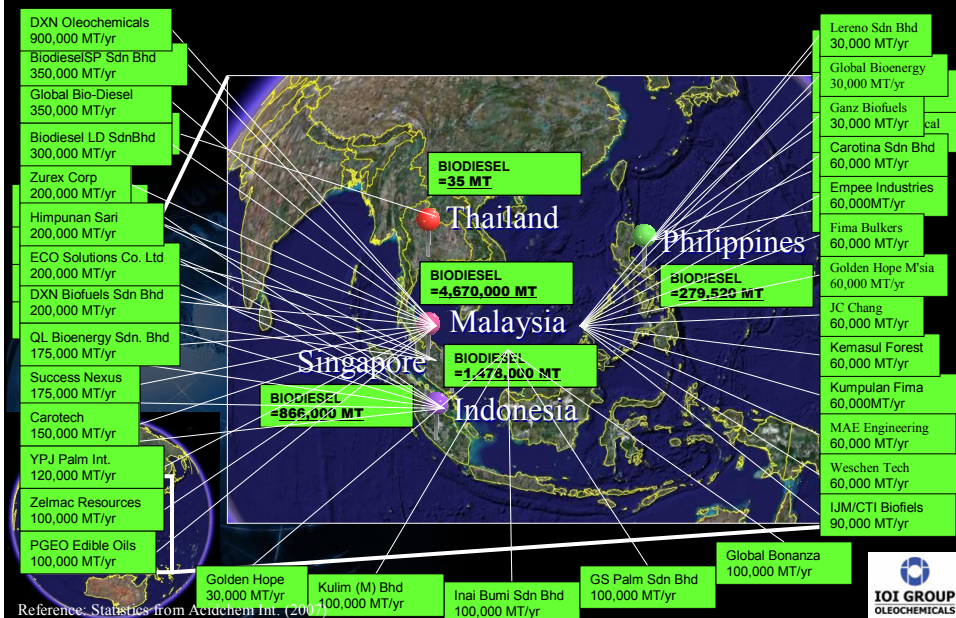 DXN Oleochemicals
900,000 MT/yr
BiodieselSP Sdn Bhd
350,000 MT/yr
Global Bio-Diesel
350,000 MT/yr
Biodiesel LD SdnBhd
300,000 MT/yr
Zurex Corp
200,000 MT/yr
Himpunan Sari
200,000 MT/yr
ECO Solutions Co. Ltd
200,000 MT/yr
DXN Biofuels Sdn Bhd
200,000 MT/yr
QL Bioenergy Sdn. Bhd
175,000 MT/yr
Success Nexus
175,000 MT/yr
Carotech
150,000 MT/yr
YPJ Palm Int.
120,000 MT/yr
Zelmac Resources
100,000 MT/yr
PGEO Edible Oils
100,000 MT/yr
BIODIESEL
=35 MT
Thailand
BIODIESEL
=4,670,000 MT
Malaysia
Philippines
BIODIESEL
=279,520 MT
Singapore
BIODIESEL
=1,478,000 MT
BIODIESEL
=866,000 MT
Indonesia
Lereno Sdn Bhd
30,000 MT/yr
Global Bioenergy
30,000 MT/yr
Ganz Biofuels
30,000 MT/yr
cal
Carotina Sdn Bhd
60,000 MT/yr
Empee Industries
60,000MT/yr
Fima Bulkers
60,000 MT/yr
Golden Hope M'sia
60,000 MT/yr
JC Chang
60,000 MT/yr
Kemasul Forest
60,000 MT/yr
Kumpulan Fima
60,000MT/yr
MAE Engineering
60,000 MT/yr
Weschen Tech
60,000 MT/yr
IJM/CTI Biofiels
90,000 MT/yr
Golden Hope
30,000 MT/yr
Kulim (M) Bhd
100,000 MT/yr
Inai Bumi Sdn Bhd
100,000 MT/yr
GS Palm Sdn Bhd
100,000 MT/yr
Global Bonanza
100,000 MT/yr
Reference: Statistics from Acidchem Int. (2007)
IOI GROUP
OLEOCHEMICALS